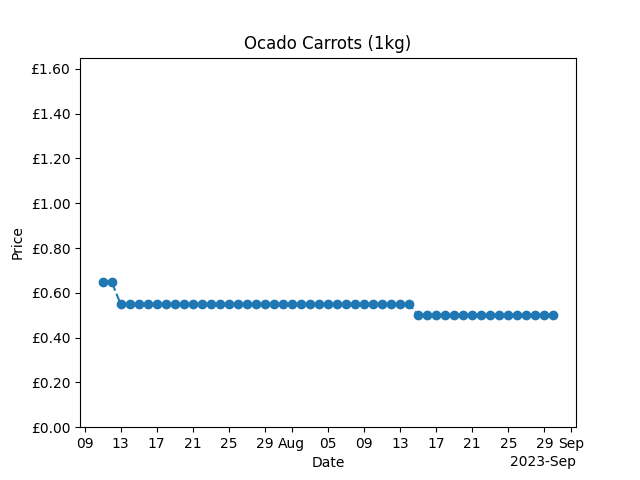 Ocado Carrots (1kg)
£1.60
£1.40
£1.20
£1.00
£0.80
£0.60
£0.40
£0.20
£0.00
Price
09 13 17 21 25 29 Aug 05 09 13 17 21 25 29 Sep
Date
2023-Sep